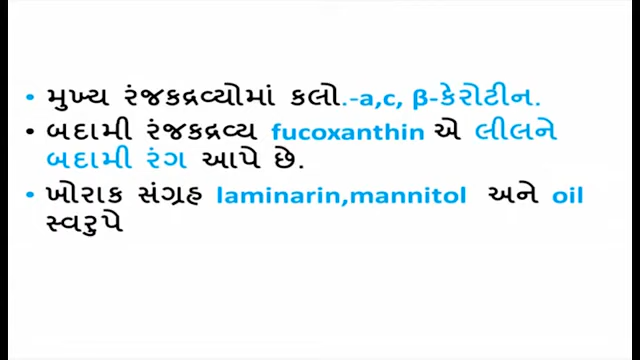 • મુખ્ય રંજકદ્રવ્યોમાં કલો.-a,c, β-કેરોટીન.
• બદામી રંજકદ્રવ્ય fucoxanthin એ લીલને
બદામી રંગ આપે છે.
• ખોરાક સંગ્રહ laminarin,mannitol અને oil
સ્વરુપે